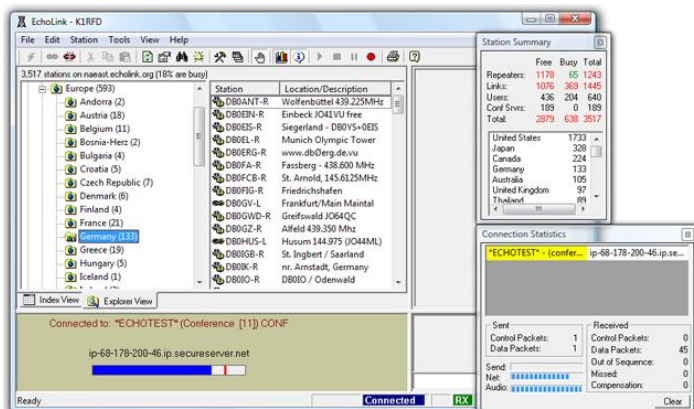 EchoLink - K1RFD
File Edit Station Tools View Help
3,517 stations on naeast.echolink.org (18% are busy)
Europe (593)
Andorra (2)
Austria (18)
Belgium (11)
Bosnia-Herz (2)
Bulgaria (4)
Croatia (5)
Czech Republic (7)
Denmark (6)
Finland (4)
France (21)
Germany (133)
Greece (19)
Hungary (5)
Iceland (1)
Station Location/Description
DB0ANT-R Wolfenbüttel 439.225MHz
DB0EIN-R Einbeck JO41VU free
DB0EIS-R Siegerland - DB0YS+0EIS
DB0EL-R Munich Olympic Tower
DB0ERG-R www.dbØerg.de.vu
DB0FA-R Fassberg - 438.600 MHz
DB0FCB-R St. Arnold, 145.6125MHz
DB0FIG-R Friedrichshafen
DB0GV-L Frankfurt/Main Maintal
DB0GWD-R Greifswald JO64QC
DB0GZ-R Alfeld 439.350 Mhz
DB0HUS-L Husum 144.975 (JO44ML)
DB0IGB-R St. Ingbert / Saarland
DB0IK-R nr. Arnstadt, Germany
DB0IO-R DB0IO / Odenwald
Index View Explorer View
Connected to: *ECHOTEST* (Conference [11]) CONF
ip-68-178-200-46.ip.secureserver.net
Ready Connected RX
Station Summary
Free Busy Total
Repeaters: 1178 65 1243
Links: 1076 369 1445
Users: 436 204 640
Conf Srvrs: 189 0 189
Total: 2879 638 3517
United States 1733
Japan 328
Canada 224
Germany 133
Australia 105
United Kingdom 97
Thailand 89
Connection Statistics
*ECHOTEST* - (confer... ip-68-178-200-46.ip.se...
Sent
Control Packets: 1
Data Packets: 1
Send:
Net:
Audio:
Received
Control Packets: 0
Data Packets: 45
Out of Sequence: 0
Missed: 0
Compensation: 0
Clear